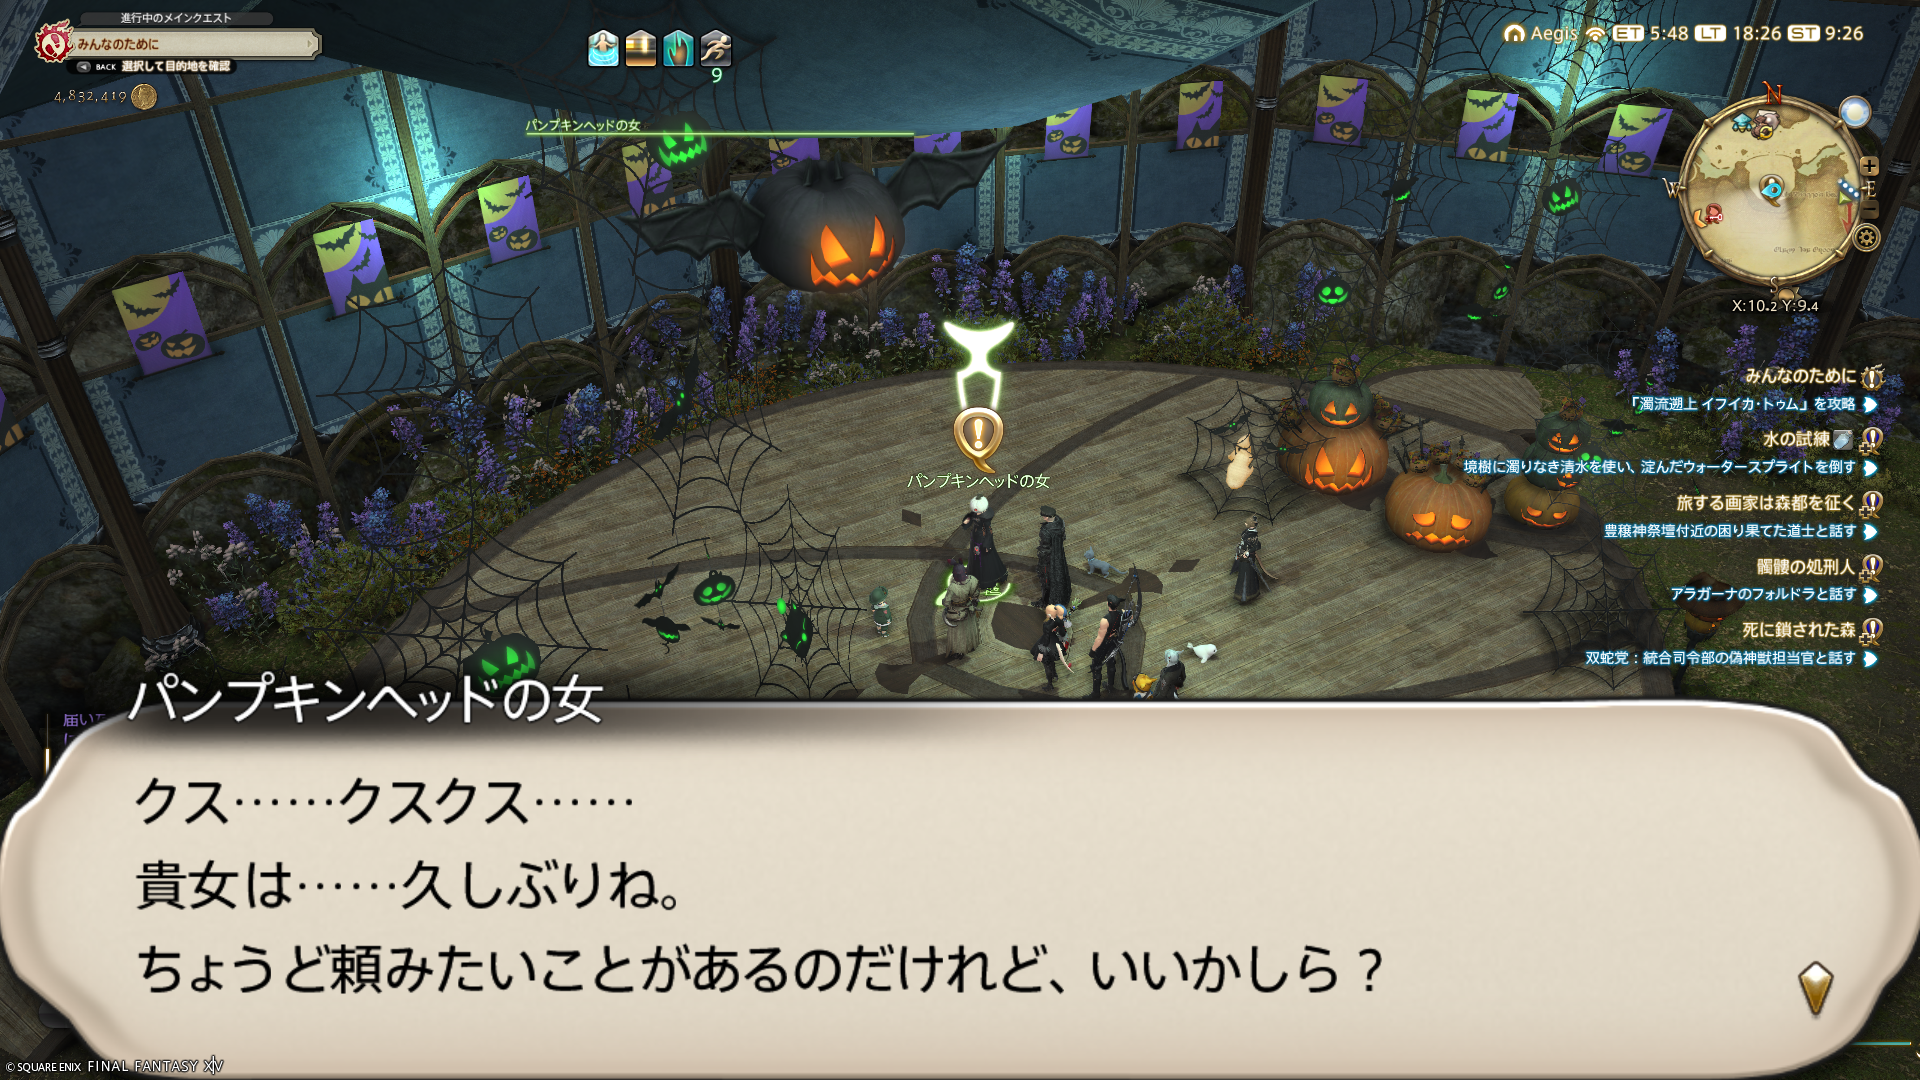 進行中のメインクエスト
みんなのために
BACK 選択して目的地を確認
4,832,419
9
Aegis ET 5:48 LT 18:26 ST 9:26
パンプキンヘッドの女
N
W
E
S
X:10.2 Y:9.4
みんなのために
「濁流遡上 イフイカ・トゥム」を攻略
水の試練
境樹に濁りなき清水を使い、淀んだウォータースプライトを倒す
旅する画家は森都を征く
豊穣神祭壇付近の困り果てた道士と話す
髑髏の処刑人
アラガーナのフォルドラと話す
死に鎖された森
双蛇党：統合司令部の偽神獣担当官と話す
パンプキンヘッドの女
届い
パンプキンヘッドの女
クス……クスクス……
貴女は……久しぶりね。
ちょうど頼みたいことがあるのだけれど、いいかしら？
© SQUARE ENIX FINAL FANTASY XIV